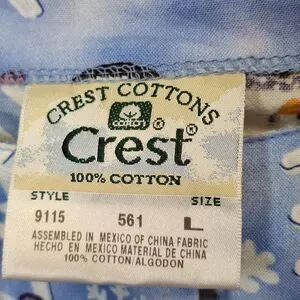 CREST COTTONS
COTTON ®
Crest®
100% COTTON
STYLE SIZE
9115 561 L
ASSEMBLED IN MEXICO OF CHINA FABRIC
HECHO EN MEXICO MATERIAL DE CHINA
100% COTTON/ALGODON